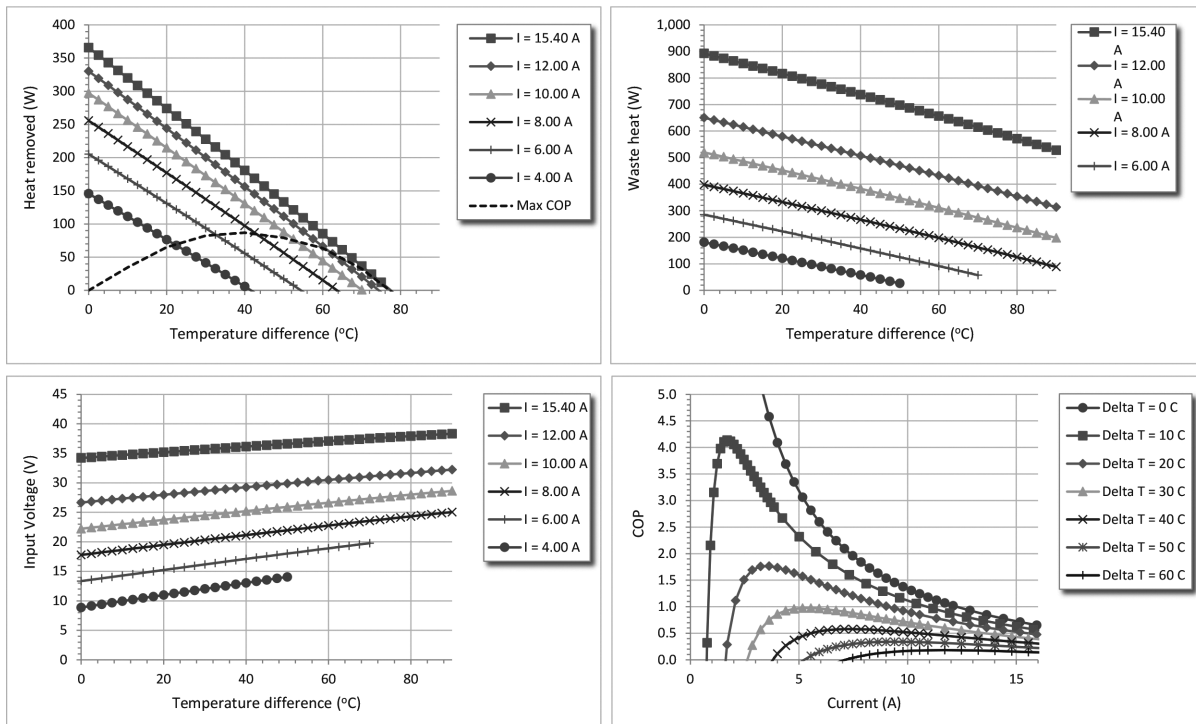 400
350
300
250
200
150
100
50
0
Heat removed (W)
0 20 40 60 80
Temperature difference (°C)
I = 15.40 A
I = 12.00 A
I = 10.00 A
I = 8.00 A
I = 6.00 A
I = 4.00 A
Max COP
1,000
900
800
700
600
500
400
300
200
100
0
Waste heat (W)
0 20 40 60 80
Temperature difference (°C)
I = 15.40
A
I = 12.00
A
I = 10.00
A
I = 8.00 A
I = 6.00 A
45
40
35
30
25
20
15
10
5
0
Input Voltage (V)
0 20 40 60 80
Temperature difference (°C)
I = 15.40 A
I = 12.00 A
I = 10.00 A
I = 8.00 A
I = 6.00 A
I = 4.00 A
5.0
4.5
4.0
3.5
3.0
2.5
2.0
1.5
1.0
0.5
0.0
COP
0 5 10 15
Current (A)
Delta T = 0 C
Delta T = 10 C
Delta T = 20 C
Delta T = 30 C
Delta T = 40 C
Delta T = 50 C
Delta T = 60 C